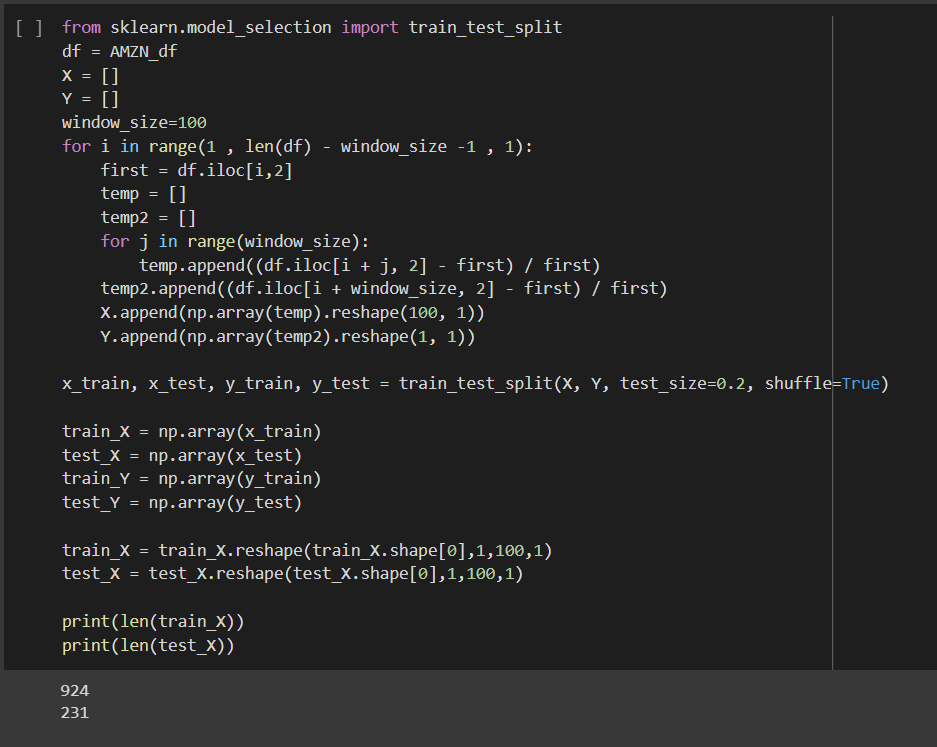 [ ] from sklearn.model_selection import train_test_split
df = AMZN_df
X = []
Y = []
window_size=100
for i in range(1 , len(df) - window_size -1 , 1):
    first = df.iloc[i,2]
    temp = []
    temp2 = []
    for j in range(window_size):
        temp.append((df.iloc[i + j, 2] - first) / first)
    temp2.append((df.iloc[i + window_size, 2] - first) / first)
    X.append(np.array(temp).reshape(100, 1))
    Y.append(np.array(temp2).reshape(1, 1))

x_train, x_test, y_train, y_test = train_test_split(X, Y, test_size=0.2, shuffle=True)

train_X = np.array(x_train)
test_X = np.array(x_test)
train_Y = np.array(y_train)
test_Y = np.array(y_test)

train_X = train_X.reshape(train_X.shape[0],1,100,1)
test_X = test_X.reshape(test_X.shape[0],1,100,1)

print(len(train_X))
print(len(test_X))

924
231